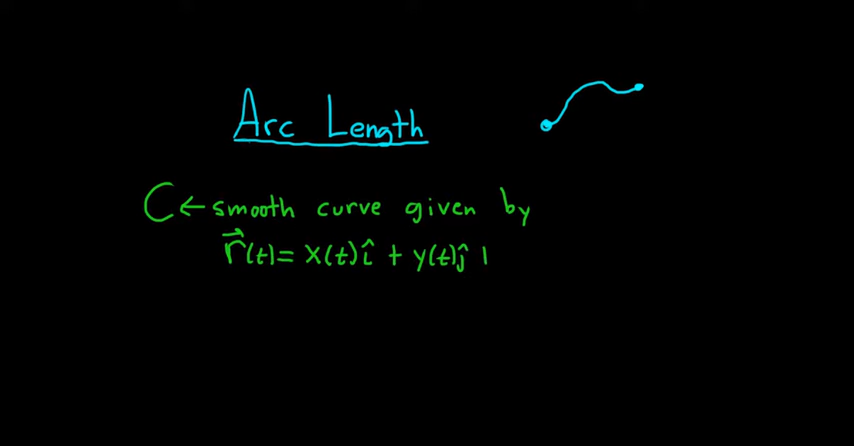 Arc Length
C ← smooth curve given by
r⃗(t) = x(t)î + y(t)ĵ